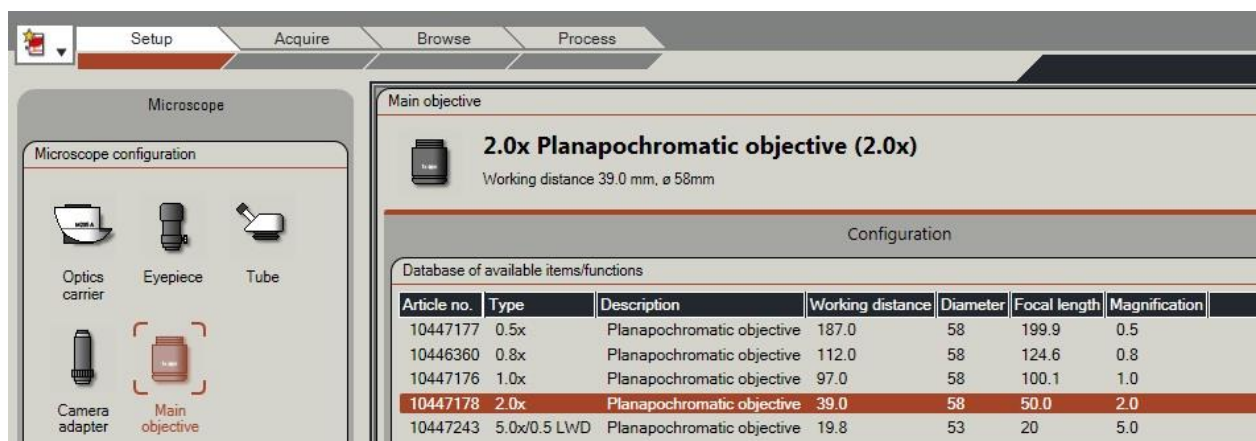 Setup Acquire Browse Process
Microscope
Microscope configuration
Optics carrier
Eyepiece
Tube
Camera adapter
Main objective
Main objective
2.0x Planapochromatic objective (2.0x)
Working distance 39.0 mm, ø 58mm
Configuration
Database of available items/functions
Article no. Type Description Working distance Diameter Focal length Magnification
10447177 0.5x Planapochromatic objective 187.0 58 199.9 0.5
10446360 0.8x Planapochromatic objective 112.0 58 124.6 0.8
10447176 1.0x Planapochromatic objective 97.0 58 100.1 1.0
10447178 2.0x Planapochromatic objective 39.0 58 50.0 2.0
10447243 5.0x/0.5 LWD Planapochromatic objective 19.8 53 20 5.0